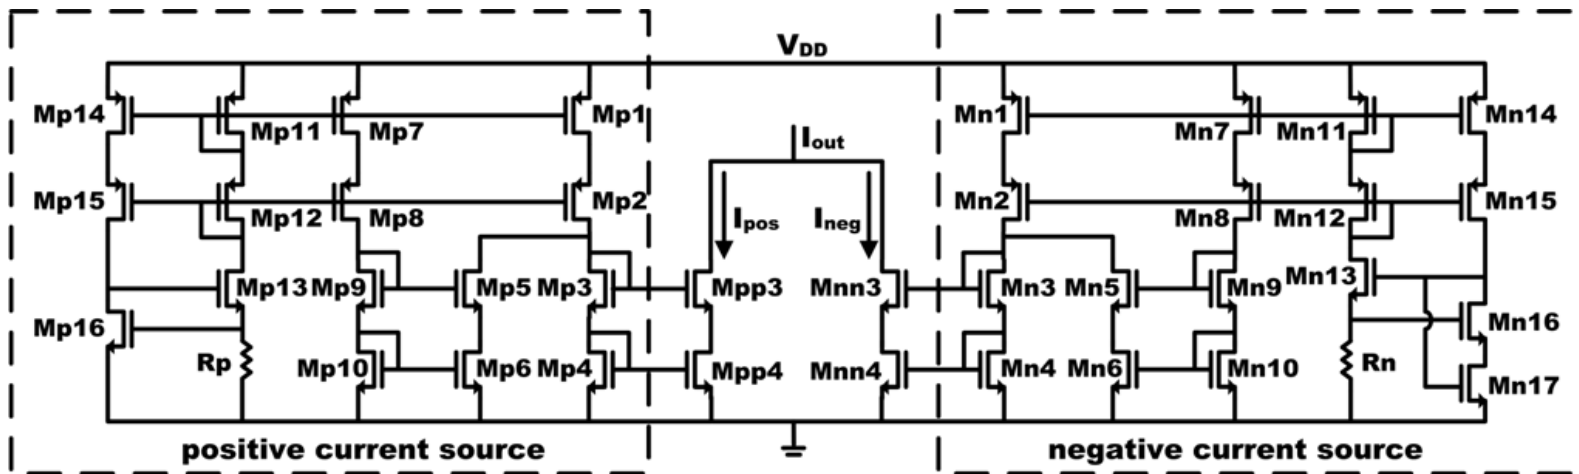 VDD
Mp14
Mp11
Mp7
Mp1
Mn1
Mn7
Mn11
Mn14
Iout
Mp15
Mp12
Mp8
Mp2
Ipos
Ineg
Mn2
Mn8
Mn12
Mn15
Mp13
Mp9
Mp5
Mp3
Mpp3
Mnn3
Mn3
Mn5
Mn9
Mn13
Mp16
Mn16
Rp
Mp10
Mp6
Mp4
Mpp4
Mnn4
Mn4
Mn6
Mn10
Rn
Mn17
positive current source
negative current source